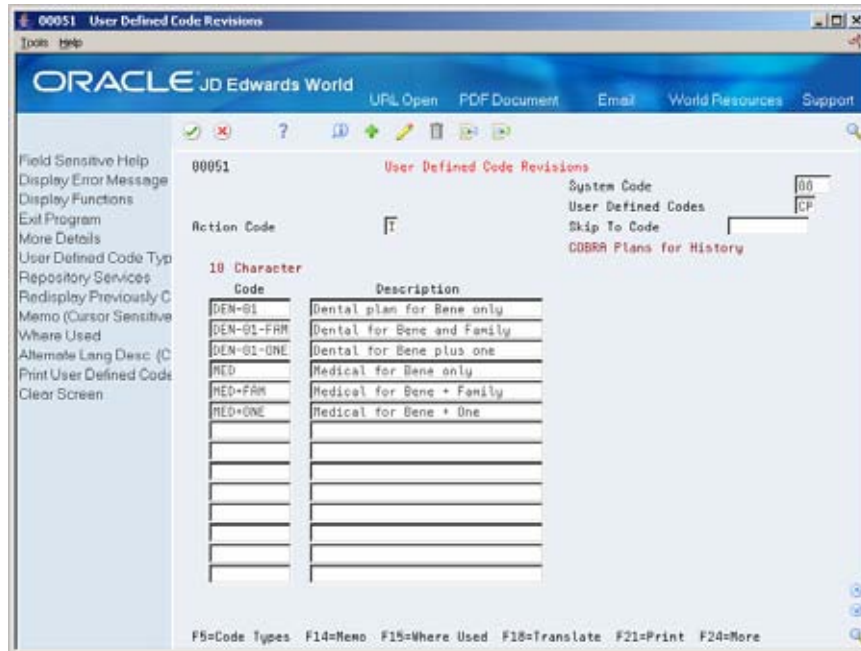 00051 User Defined Code Revisions
Tools Help
ORACLE JD Edwards World
URL Open PDF Document Email World Resources Support
Field Sensitive Help
Display Error Message
Display Functions
Exit Program
More Details
User Defined Code Typ
Repository Services
Redisplay Previously C
Memo (Cursor Sensitive
Where Used
Alternate Lang Desc (C
Print User Defined Code
Clear Screen
00051 User Defined Code Revisions
System Code 00
User Defined Codes CP
Action Code I Skip To Code
COBRA Plans for History
10 Character
Code Description
DEN-01 Dental plan for Bene only
DEN-01-FAM Dental for Bene and Family
DEN-01-ONE Dental for Bene plus one
MED Medical for Bene only
MED+FAM Medical for Bene + Family
MED+ONE Medical for Bene + One
F5=Code Types F14=Memo F15=Where Used F18=Translate F21=Print F24=More